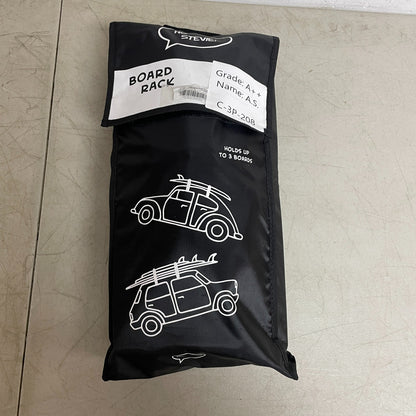 STEVIE
BOARD
RACK
Grade: A++
Name: A.S.
C-3P-208
HOLDS UP
TO 3 BOARDS